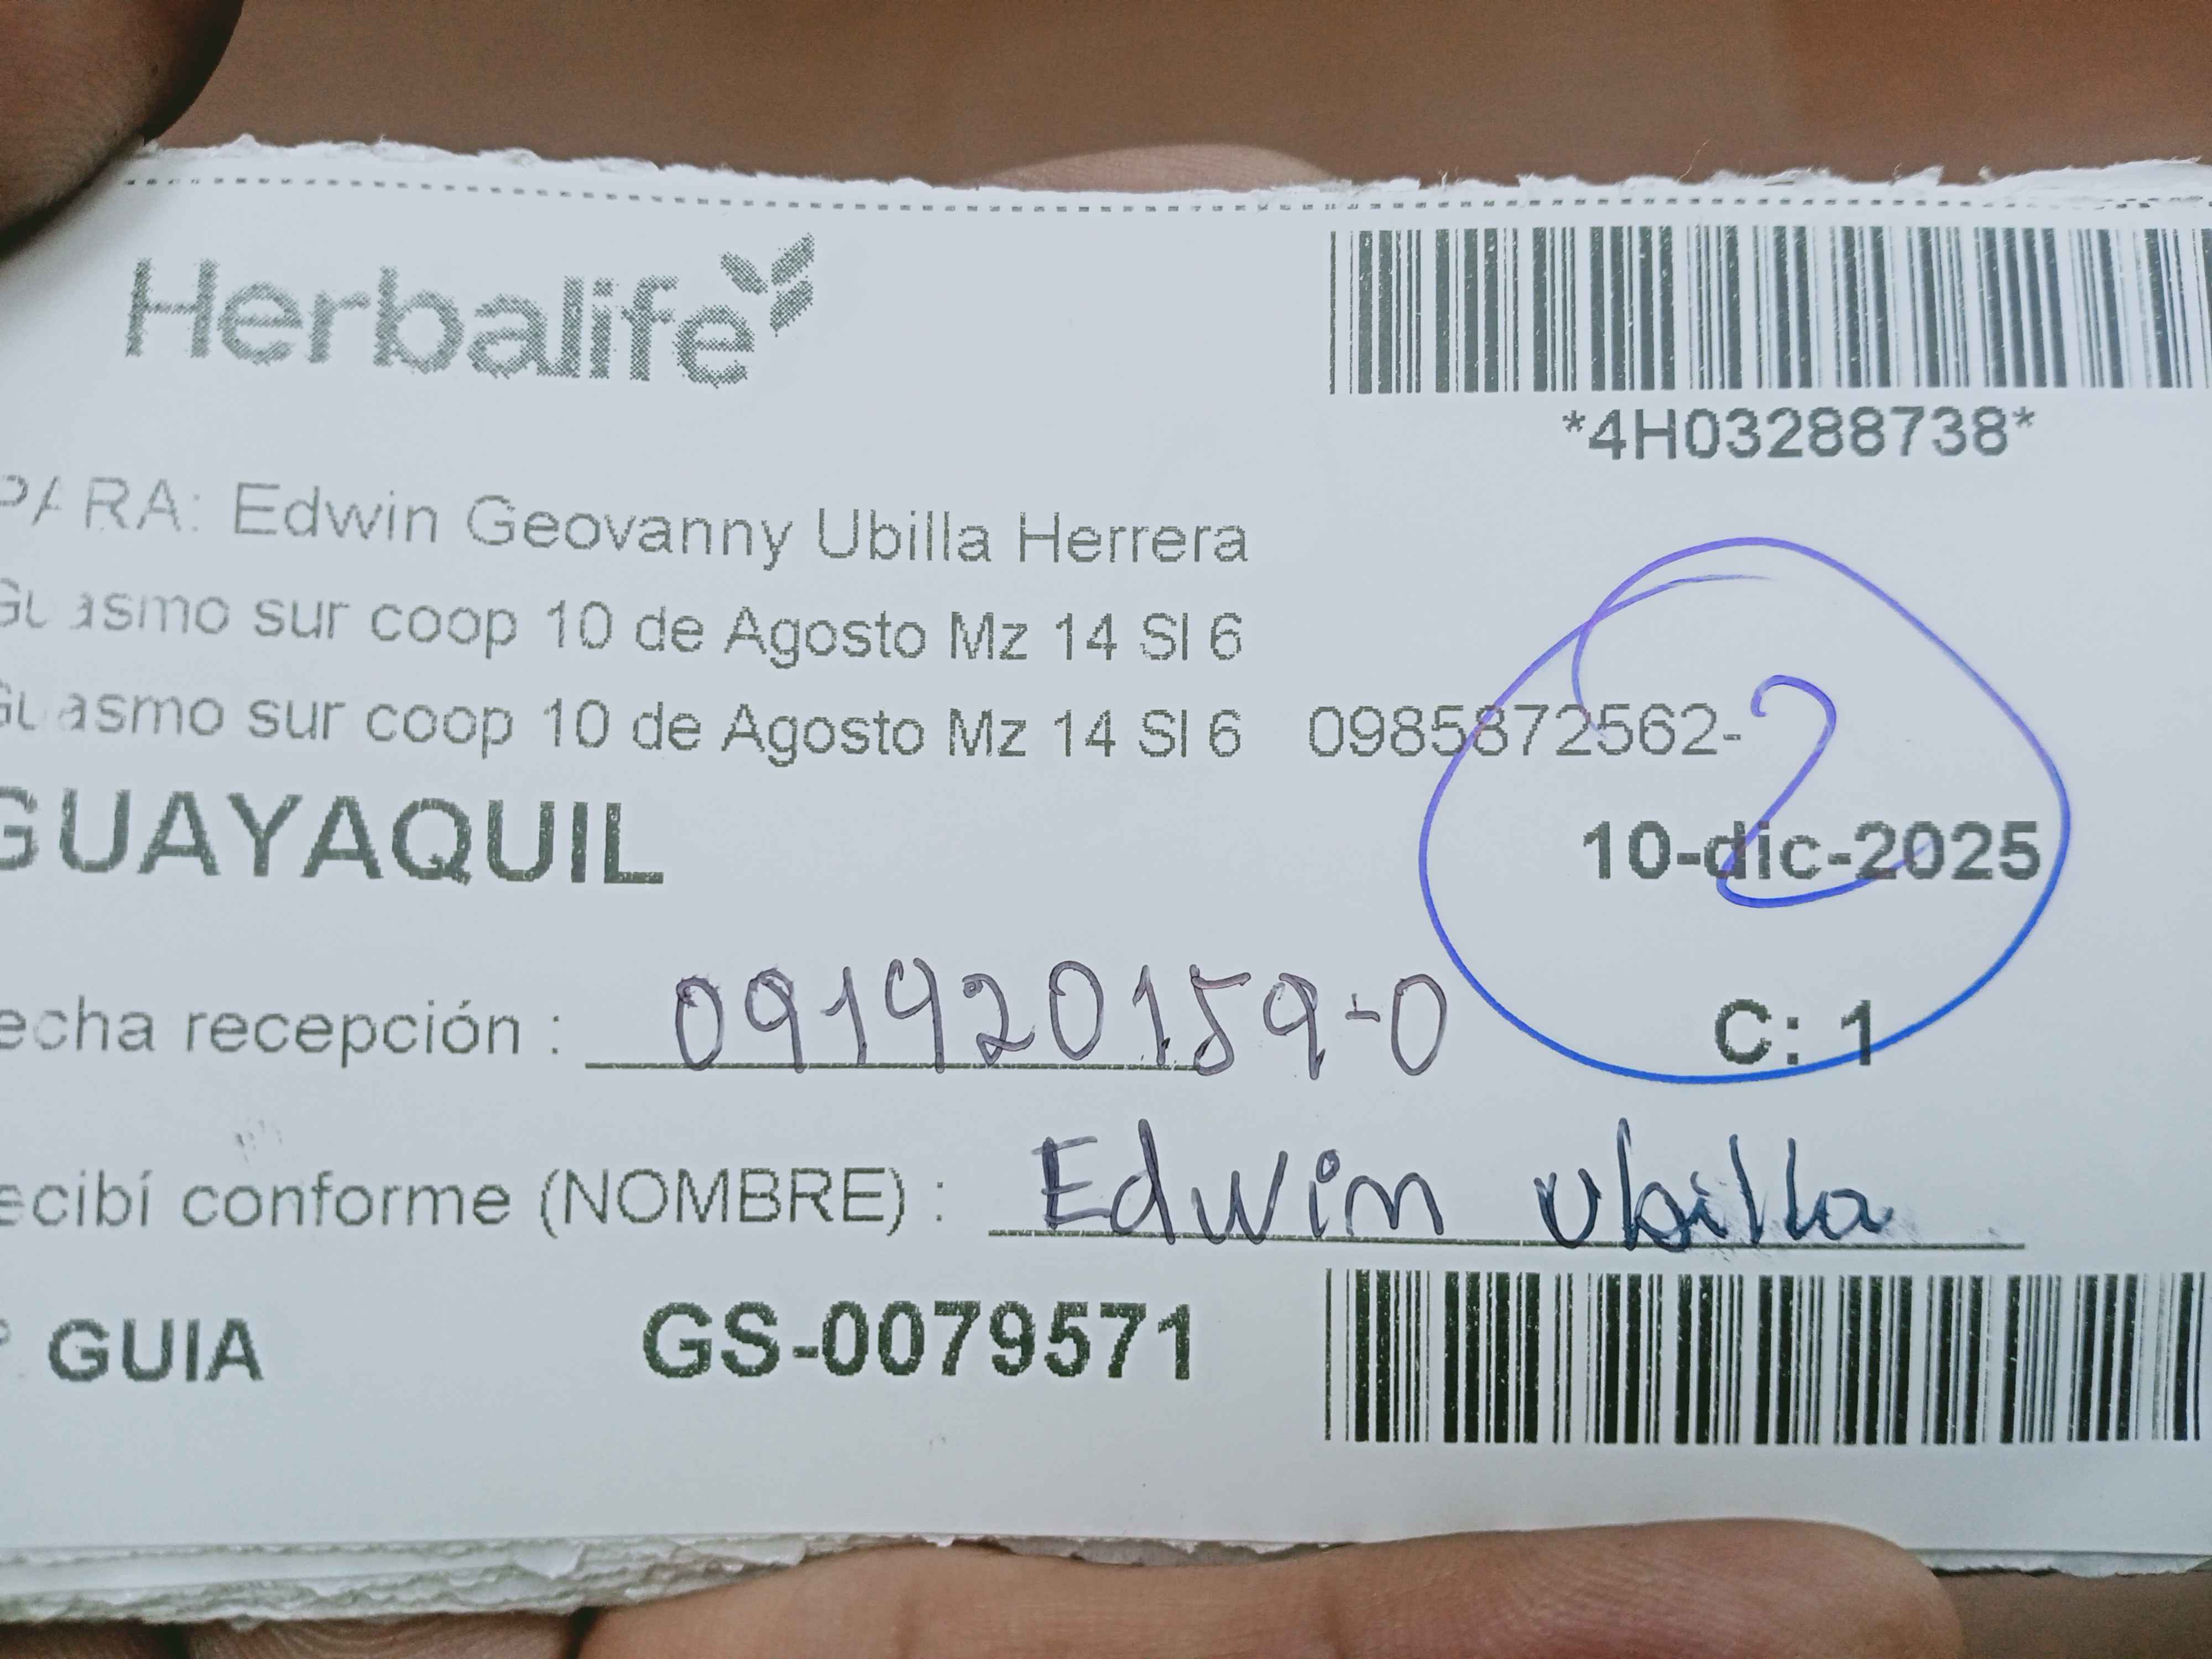 Herbalife
*4H03288738*
PARA: Edwin Geovanny Ubilla Herrera
Guasmo sur coop 10 de Agosto Mz 14 Sl 6
Guasmo sur coop 10 de Agosto Mz 14 Sl 6 0985872562-
2
GUAYAQUIL 10-dic-2025
echa recepción : 091920159-0 C: 1
ecibí conforme (NOMBRE) : Edwin Ubilla
° GUIA GS-0079571